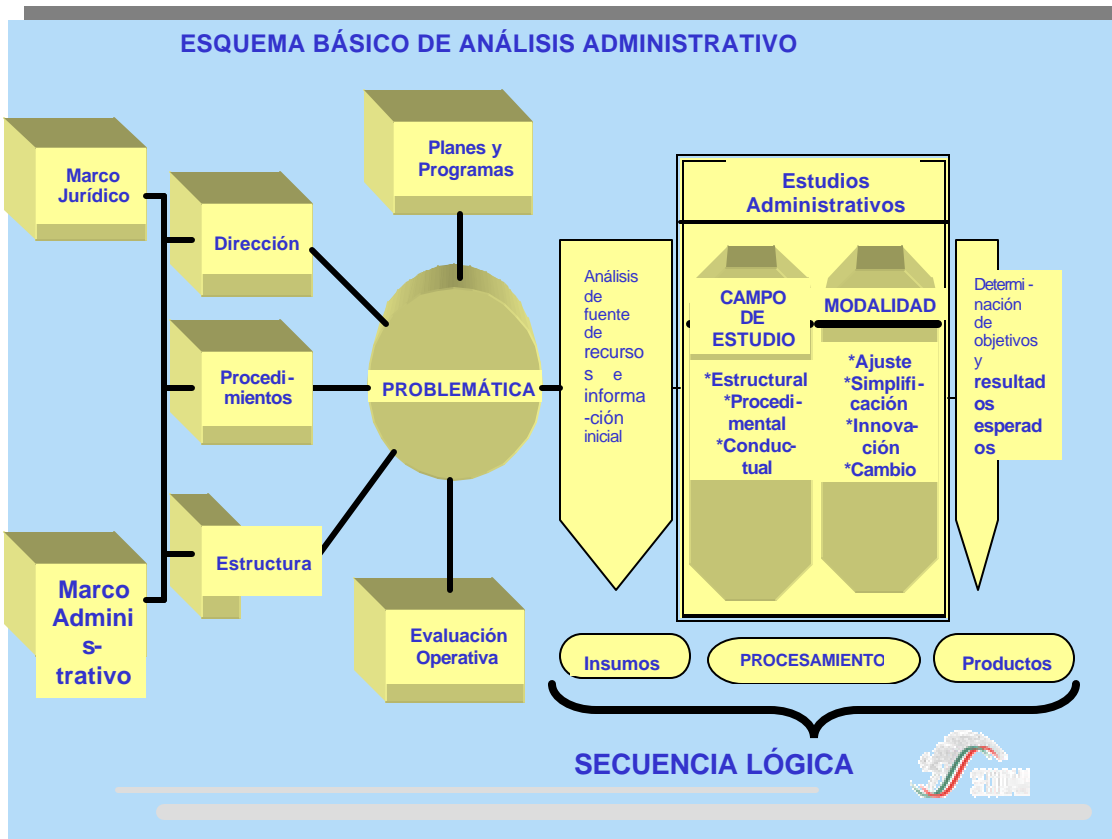 ESQUEMA BÁSICO DE ANÁLISIS ADMINISTRATIVO
Marco
Jurídico
Dirección
Procedi-
mientos
Estructura
Marco
Admini
s-
trativo
Planes y
Programas
PROBLEMÁTICA
Evaluación
Operativa
Análisis
de
fuente
de
recurso
s e
informa
-ción
inicial
Estudios
Administrativos
CAMPO
DE
ESTUDIO
*Estructural
*Procedi-
mental
*Conduc-
tual
MODALIDAD
*Ajuste
*Simplifi-
cación
*Innova-
ción
*Cambio
Determi -
nación
de
objetivos
y
resultad
os
esperad
os
Insumos
PROCESAMIENTO
Productos
SECUENCIA LÓGICA